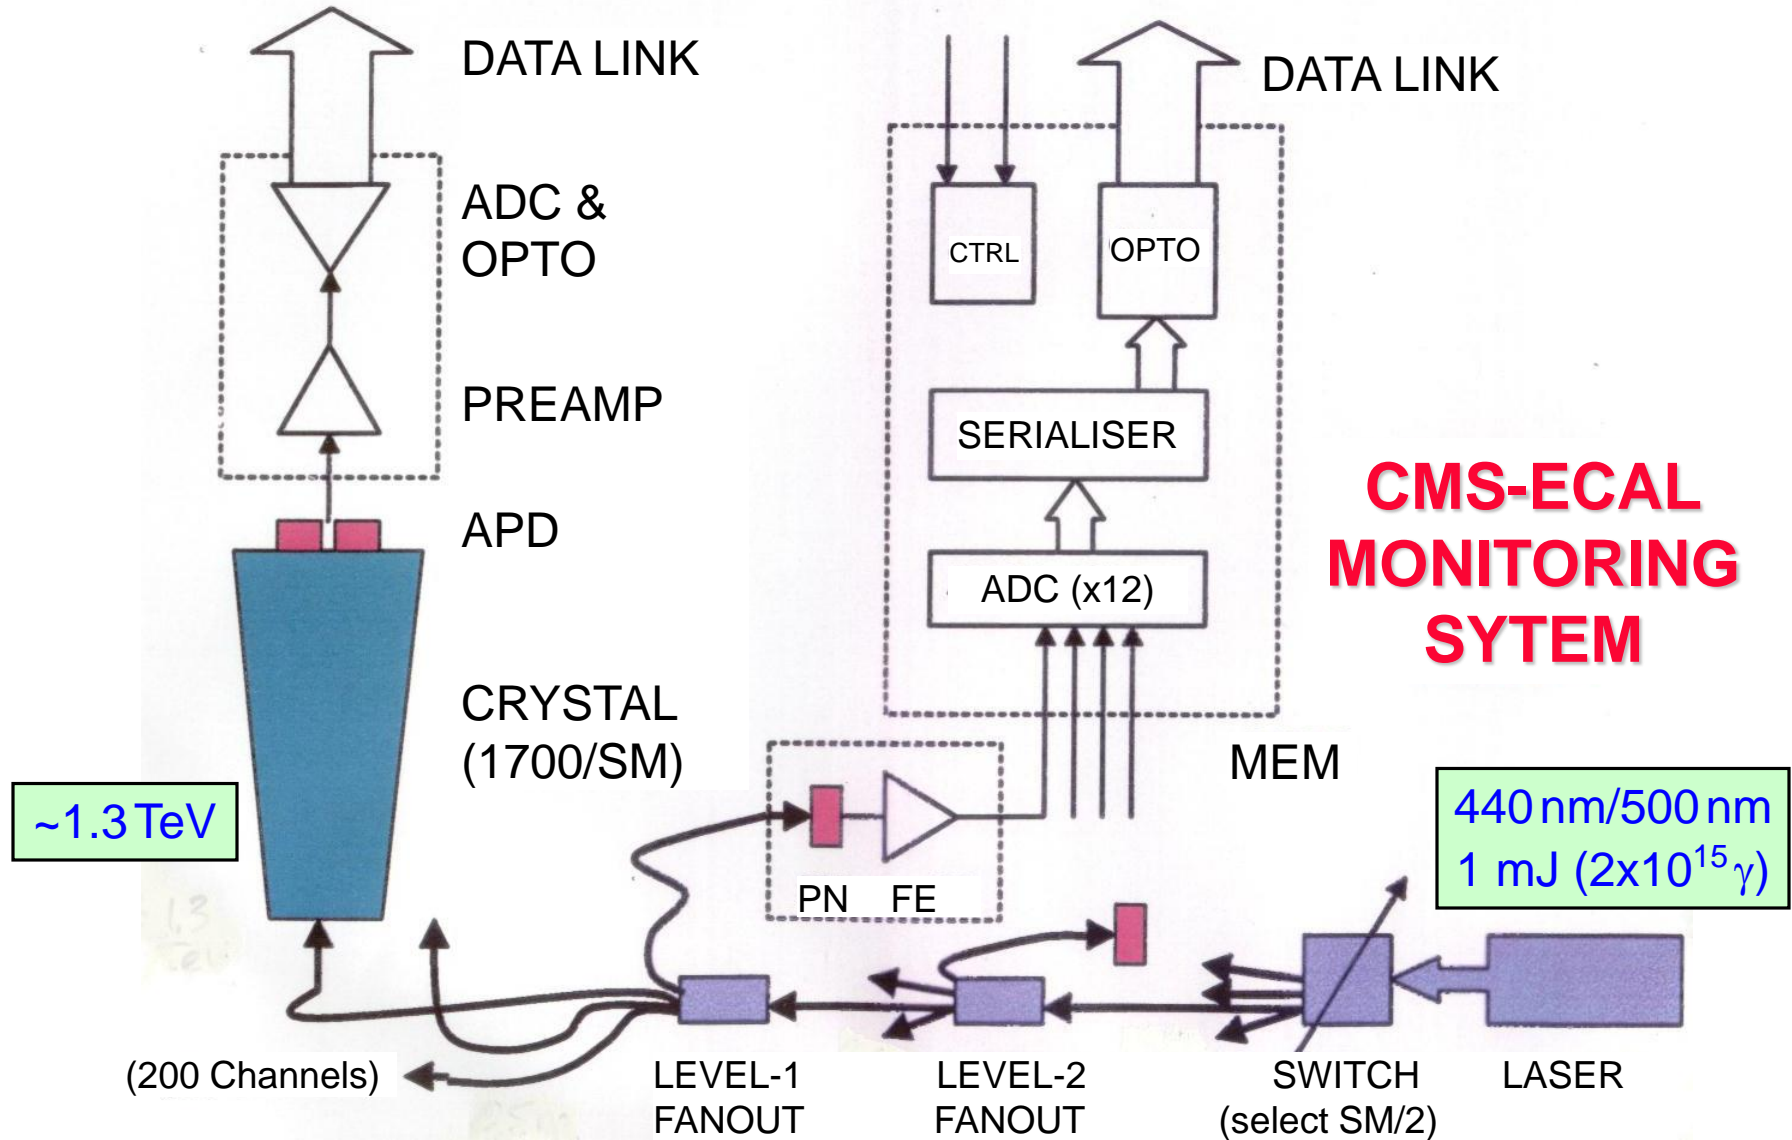 DATA LINK
ADC &
OPTO
PREAMP
APD
CRYSTAL
(1700/SM)
~1.3 TeV
(200 Channels)
DATA LINK
CTRL
OPTO
SERIALISER
ADC (x12)
MEM
PN FE
CMS-ECAL
MONITORING
SYTEM
440 nm/500 nm
1 mJ (2x10¹⁵ γ)
LEVEL-1
FANOUT
LEVEL-2
FANOUT
SWITCH
(select SM/2)
LASER